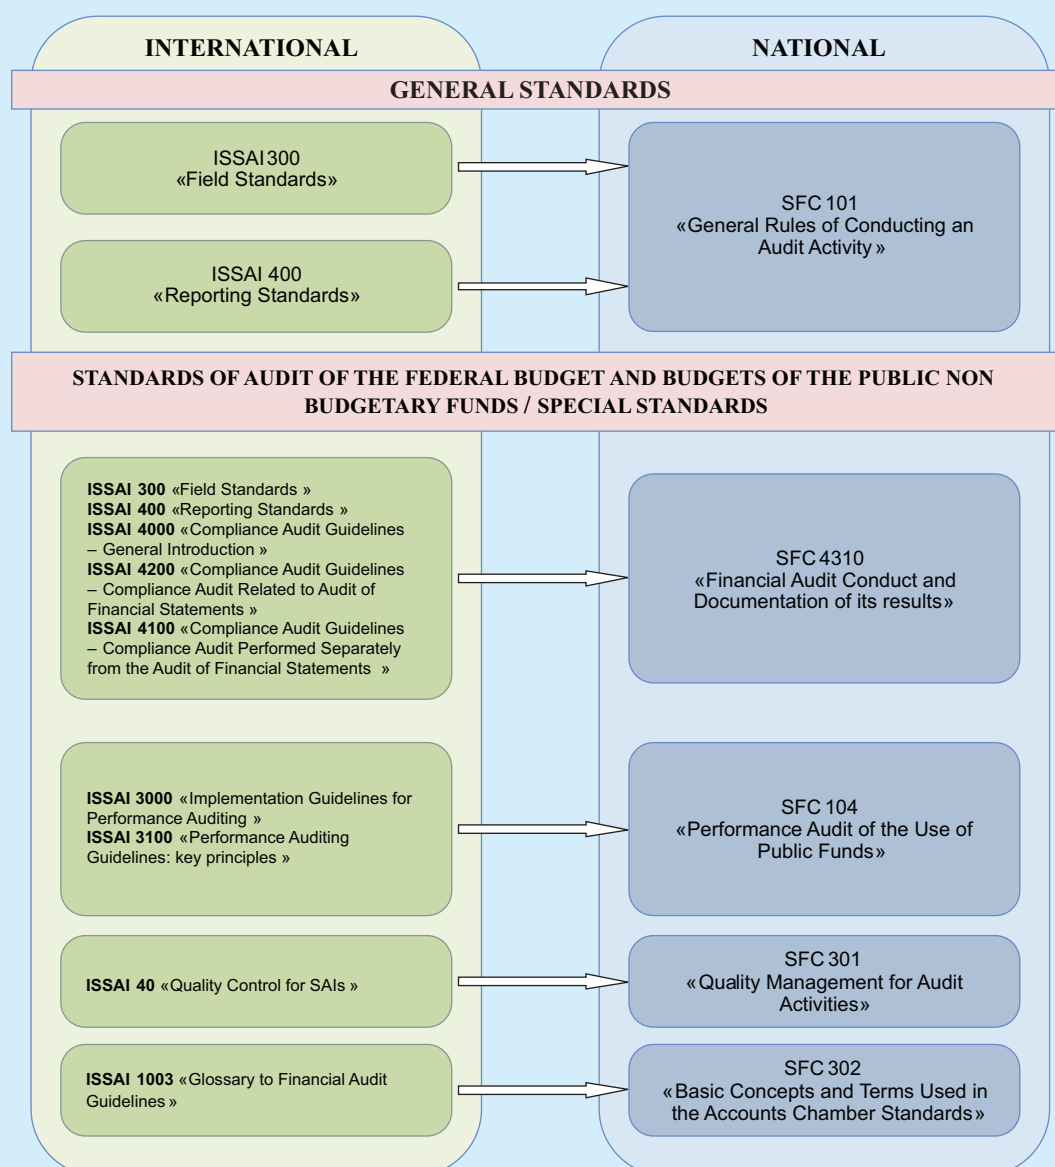 INTERNATIONAL
NATIONAL
GENERAL STANDARDS
ISSAI 300
«Field Standards»
ISSAI 400
«Reporting Standards»
SFC 101
«General Rules of Conducting an
Audit Activity»
STANDARDS OF AUDIT OF THE FEDERAL BUDGET AND BUDGETS OF THE PUBLIC NON
BUDGETARY FUNDS / SPECIAL STANDARDS
ISSAI 300 «Field Standards »
ISSAI 400 «Reporting Standards »
ISSAI 4000 «Compliance Audit Guidelines
– General Introduction »
ISSAI 4200 «Compliance Audit Guidelines
– Compliance Audit Related to Audit of
Financial Statements »
ISSAI 4100 «Compliance Audit Guidelines
– Compliance Audit Performed Separately
from the Audit of Financial Statements »
SFC 4310
«Financial Audit Conduct and
Documentation of its results»
ISSAI 3000 «Implementation Guidelines for
Performance Auditing »
ISSAI 3100 «Performance Auditing
Guidelines: key principles »
SFC 104
«Performance Audit of the Use of
Public Funds»
ISSAI 40 «Quality Control for SAIs »
SFC 301
«Quality Management for Audit
Activities»
ISSAI 1003 «Glossary to Financial Audit
Guidelines »
SFC 302
«Basic Concepts and Terms Used in
the Accounts Chamber Standards»